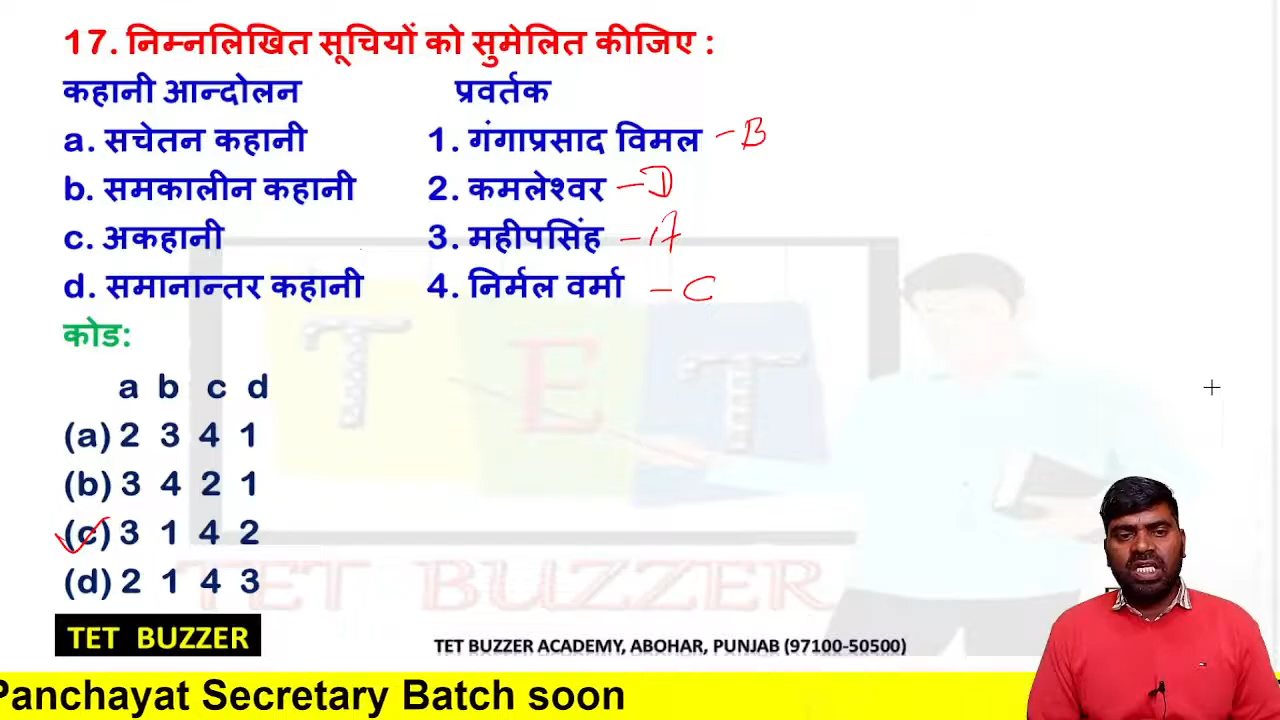 17. निम्नलिखित सूचियों को सुमेलित कीजिए :
कहानी आन्दोलन प्रवर्तक
a. सचेतन कहानी 1. गंगाप्रसाद विमल - B
b. समकालीन कहानी 2. कमलेश्वर - D
c. अकहानी 3. महीपसिंह - A
d. समानान्तर कहानी 4. निर्मल वर्मा - C
कोड:
a b c d
(a) 2 3 4 1
(b) 3 4 2 1
(c) 3 1 4 2
(d) 2 1 4 3
TET
TET BUZZER
TET BUZZER
TET BUZZER ACADEMY, ABOHAR, PUNJAB (97100-50500)
Panchayat Secretary Batch soon